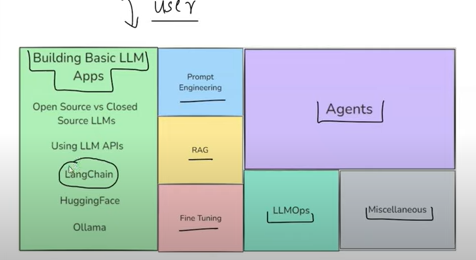 user
Building Basic LLM
Apps
Open Source vs Closed
Source LLMs
Using LLM APIs
LangChain
HuggingFace
Ollama
Prompt
Engineering
RAG
Fine Tuning
Agents
LLMOps
Miscellaneous